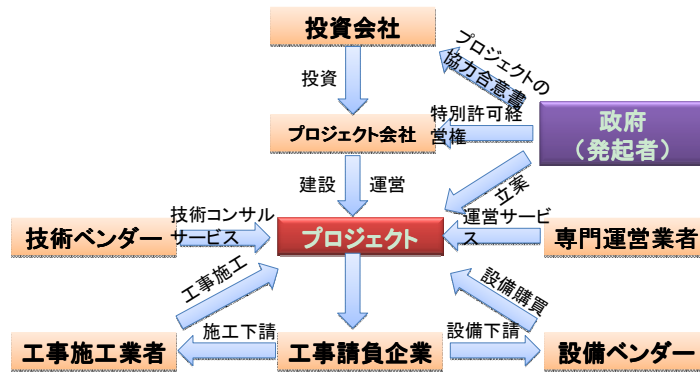 投資会社
プロジェクトの
協力合意書
投資
特別許可経
営権
政府
（発起者）
プロジェクト会社
建設
運営
立案
技術コンサル
サービス
運営サービ
ス
技術ベンダー
プロジェクト
専門運営業者
工事施工
設備購買
施工下請
設備下請
工事施工業者
工事請負企業
設備ベンダー